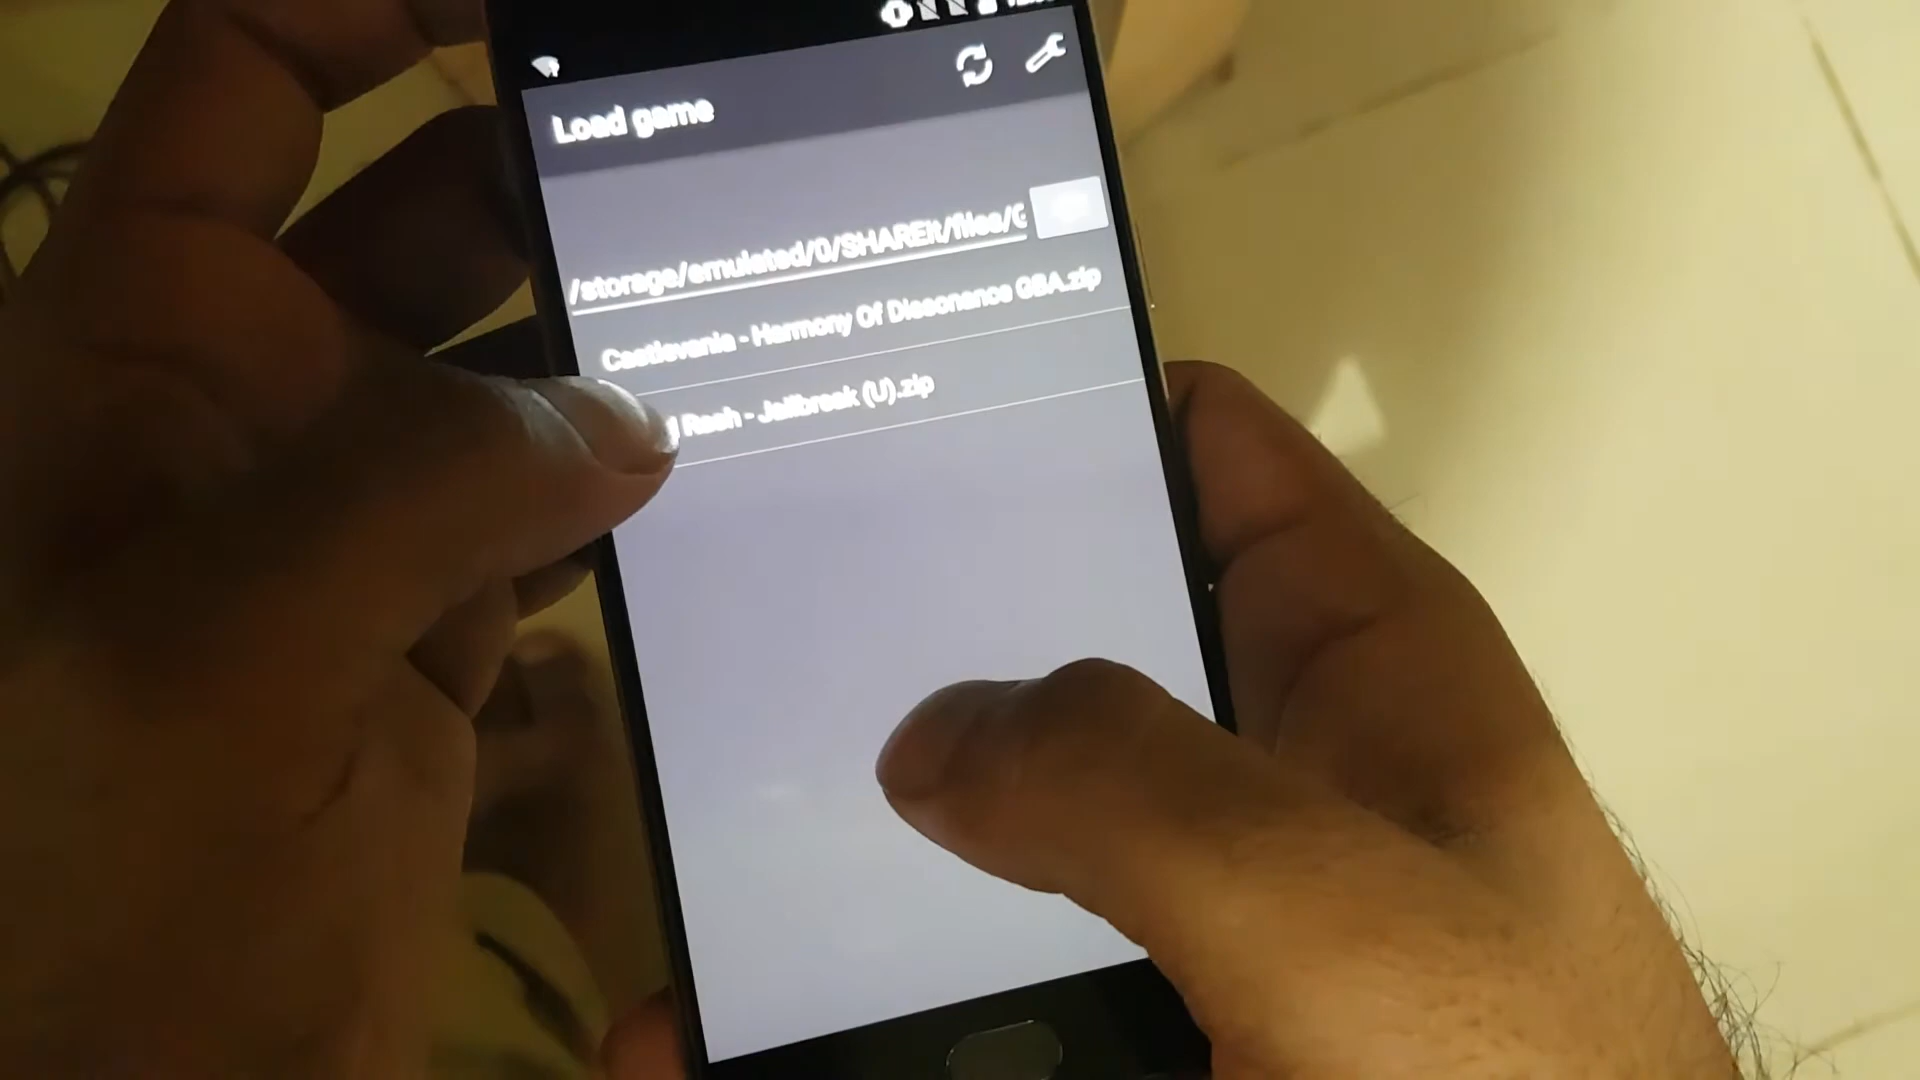 Load game
/storage/emulated/0/SHAREit/files/G
Castlevania - Harmony Of Dissonance GBA.zip
d Rash - Jailbreak (U).zip